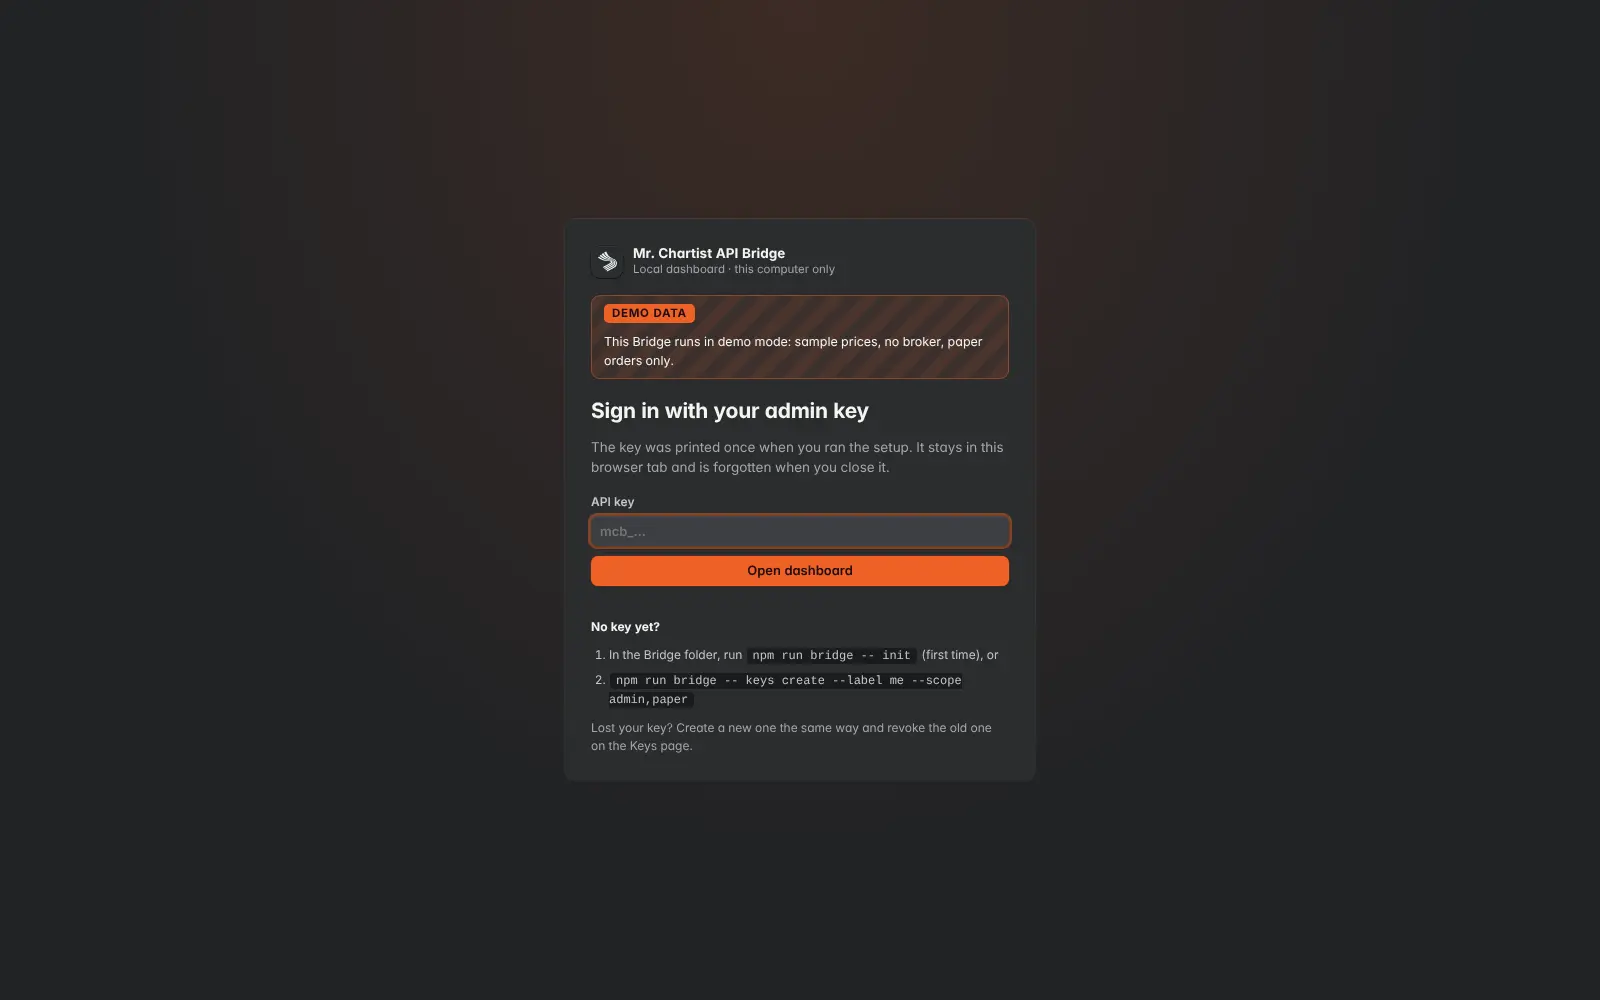 Mr. Chartist API Bridge
Local dashboard · this computer only
DEMO DATA
This Bridge runs in demo mode: sample prices, no broker, paper
orders only.
Sign in with your admin key
The key was printed once when you ran the setup. It stays in this
browser tab and is forgotten when you close it.
API key
mcb_...
Open dashboard
No key yet?
1. In the Bridge folder, run npm run bridge -- init (first time), or
2. npm run bridge -- keys create --label me --scope
admin,paper
Lost your key? Create a new one the same way and revoke the old one
on the Keys page.